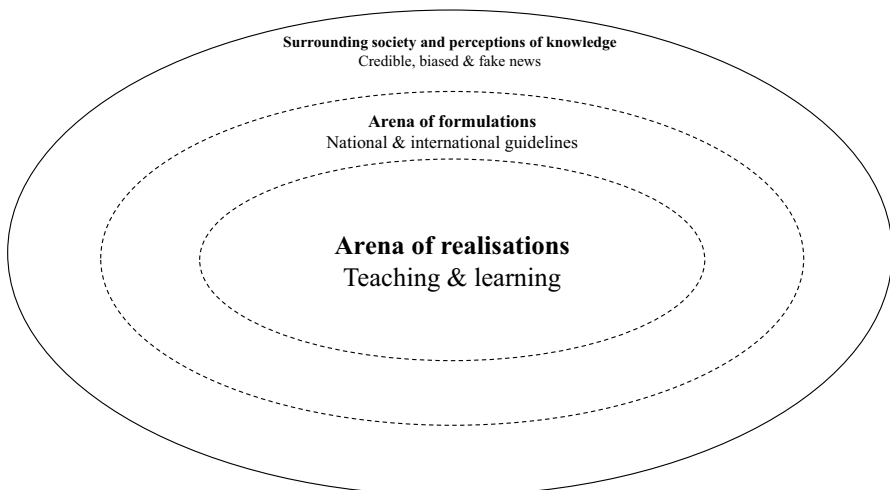 Surrounding society and perceptions of knowledge
Credible, biased & fake news
Arena of formulations
National & international guidelines
Arena of realisations
Teaching & learning